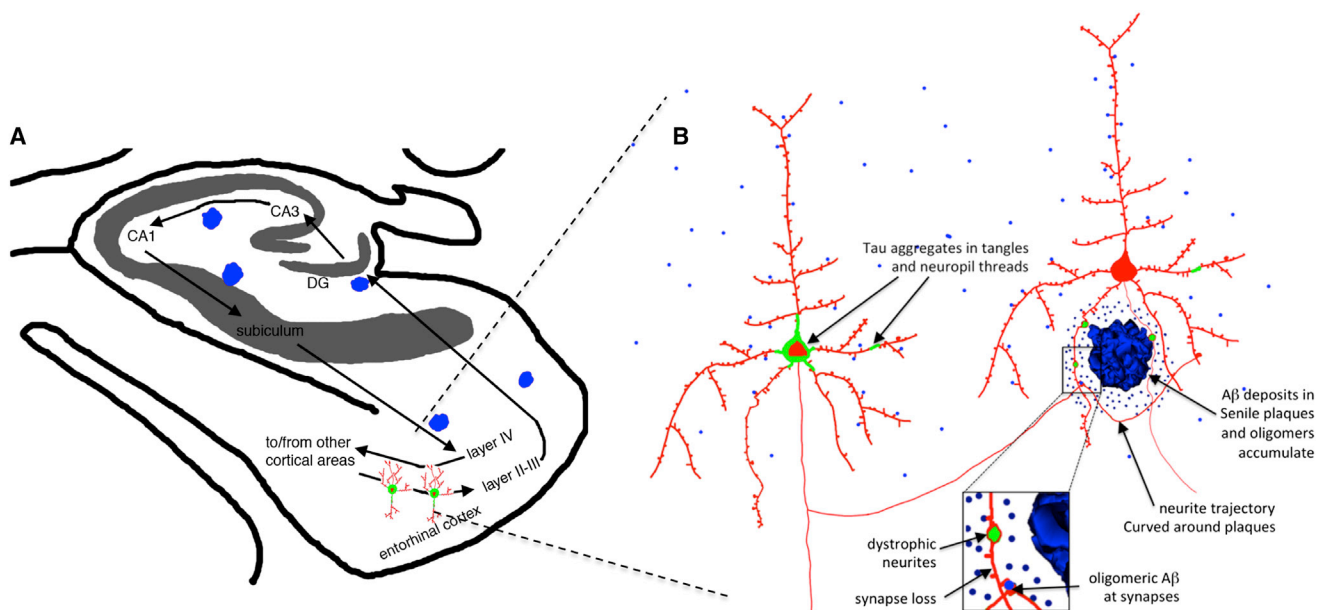 A
CA3
CA1
DG
subiculum
to/from other
cortical areas
layer IV
layer II-III
entorhinal cortex
B
Tau aggregates in tangles
and neuropil threads
Aβ deposits in
Senile plaques
and oligomers
accumulate
neurite trajectory
Curved around plaques
dystrophic
neurites
synapse loss
oligomeric Aβ
at synapses